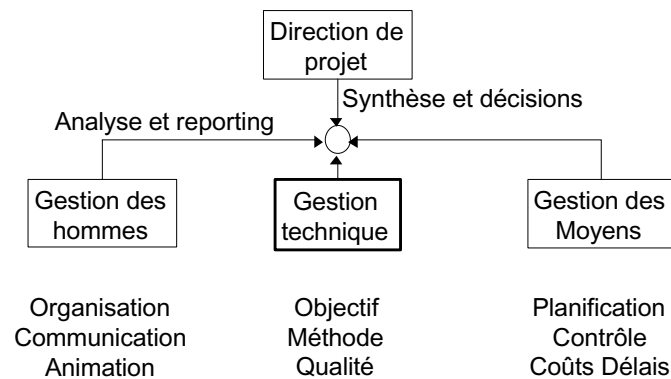 Direction de
projet
Synthèse et décisions
Analyse et reporting
Gestion des
hommes
Gestion
technique
Gestion des
Moyens
Organisation
Communication
Animation
Objectif
Méthode
Qualité
Planification
Contrôle
Coûts Délais